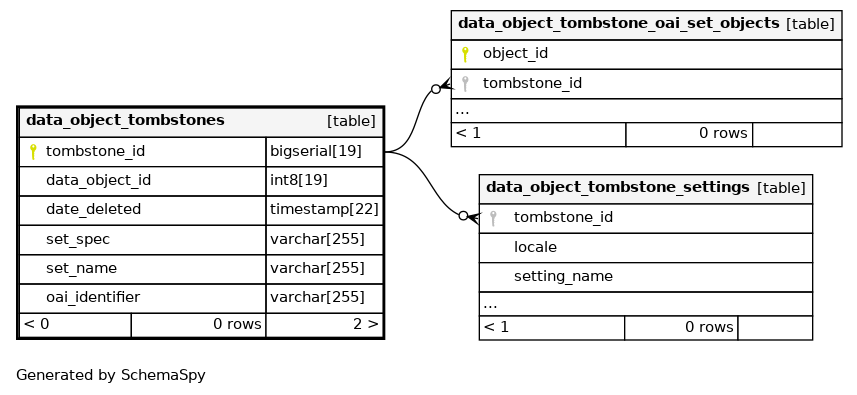 data_object_tombstone_oai_set_objects [table]
object_id
tombstone_id
...
< 1 0 rows
data_object_tombstones [table]
tombstone_id bigserial[19]
data_object_id int8[19]
date_deleted timestamp[22]
set_spec varchar[255]
set_name varchar[255]
oai_identifier varchar[255]
< 0 0 rows 2 >
data_object_tombstone_settings [table]
tombstone_id
locale
setting_name
...
< 1 0 rows
Generated by SchemaSpy